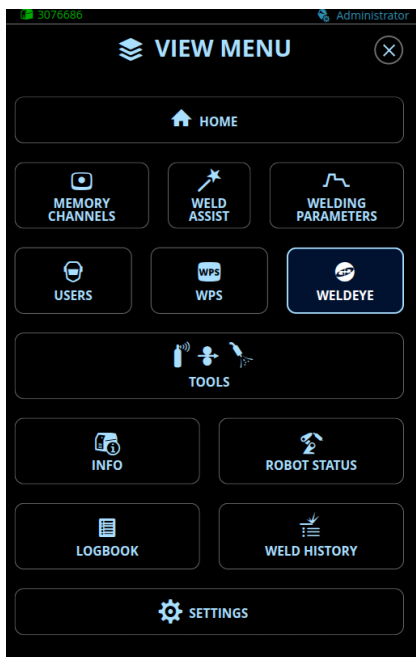 3076686 Administrator
VIEW MENU
HOME
MEMORY CHANNELS
WELD ASSIST
WELDING PARAMETERS
USERS
WPS
WPS
WELDEYE
TOOLS
INFO
ROBOT STATUS
LOGBOOK
WELD HISTORY
SETTINGS